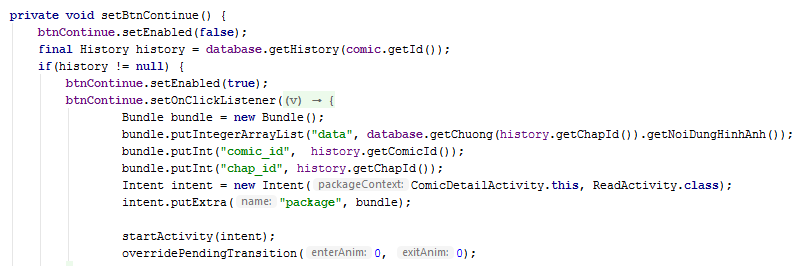 private void setBtnContinue() {
btnContinue.setEnabled(false);
final History history = database.getHistory(comic.getId());
if(history != null) {
btnContinue.setEnabled(true);
btnContinue.setOnClickListener((v) → {
Bundle bundle = new Bundle();
bundle.putIntegerArrayList("data", database.getChuong(history.getChapId()).getNoiDungHinhAnh());
bundle.putInt("comic_id",  history.getComicId());
bundle.putInt("chap_id", history.getChapId());
Intent intent = new Intent( packageContext: ComicDetailActivity.this, ReadActivity.class);
intent.putExtra( name: "package", bundle);
startActivity(intent);
overridePendingTransition( enterAnim: 0,  exitAnim: 0);